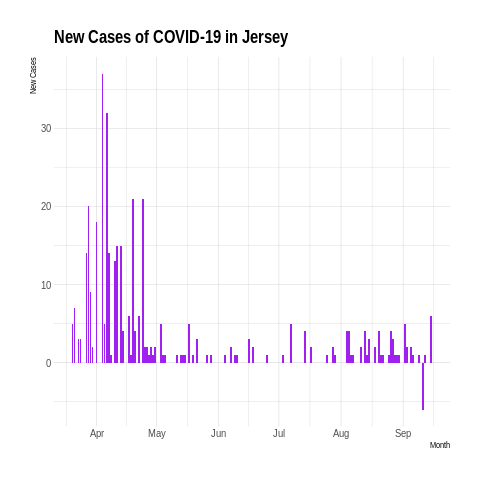 New Cases of COVID-19 in Jersey
New Cases
30
20
10
0
Apr May Jun Jul Aug Sep
Month